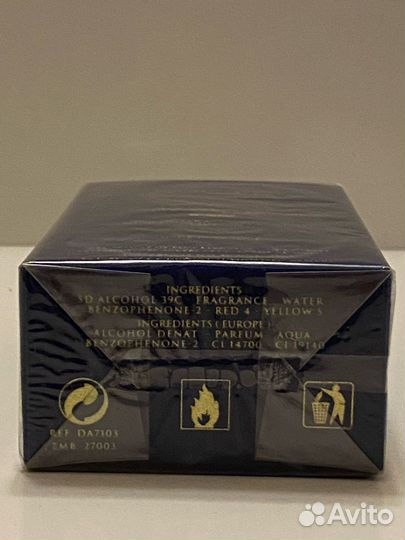 INGREDIENTS
SD ALCOHOL 39C · FRAGRANCE · WATER
BENZOPHENONE-2 · RED 4 · YELLOW 5
INGREDIENTS (EUROPE)
ALCOHOL DENAT · PARFUM · AQUA
BENZOPHENONE-2 · CI 14700 · CI 19140
REF DA7103
EMB 27003
Avito